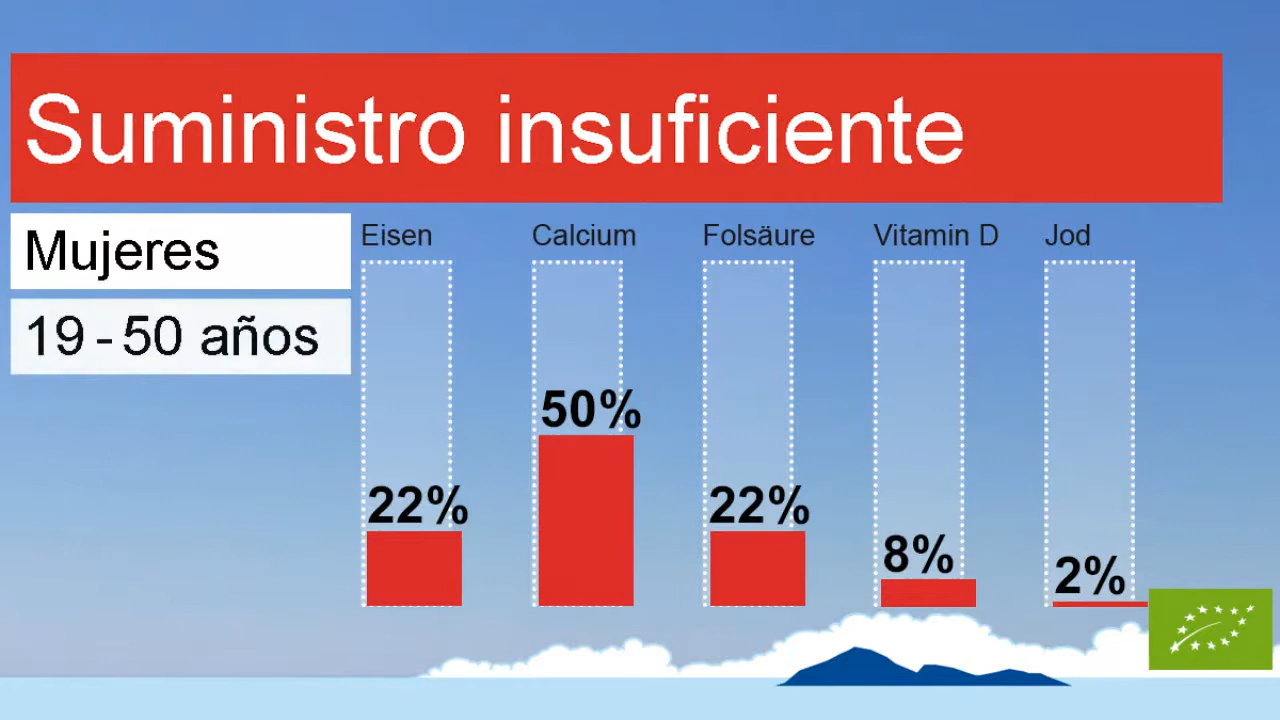 Suministro insuficiente
Mujeres
19 - 50 años
Eisen
Calcium
Folsäure
Vitamin D
Jod
22%
50%
22%
8%
2%